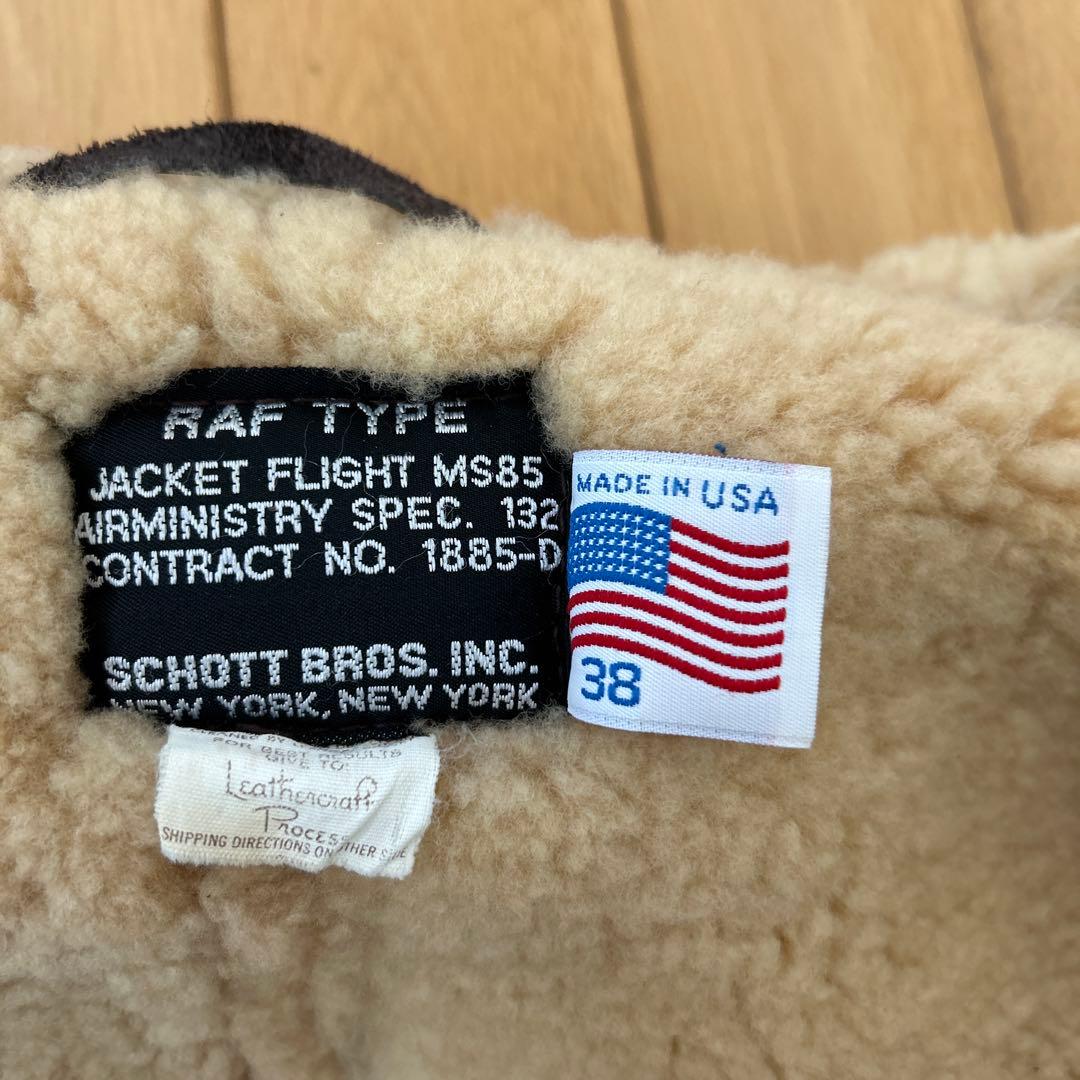 RAF TYPE
JACKET FLIGHT MS85
AIRMINISTRY SPEC. 132
CONTRACT NO. 1885-D
SCHOTT BROS. INC.
NEW YORK, NEW YORK
MADE IN USA
38
FOR BEST RESULTS
GIVE TO:
Leathercraft
Process
SHIPPING DIRECTIONS ON OTHER SIDE